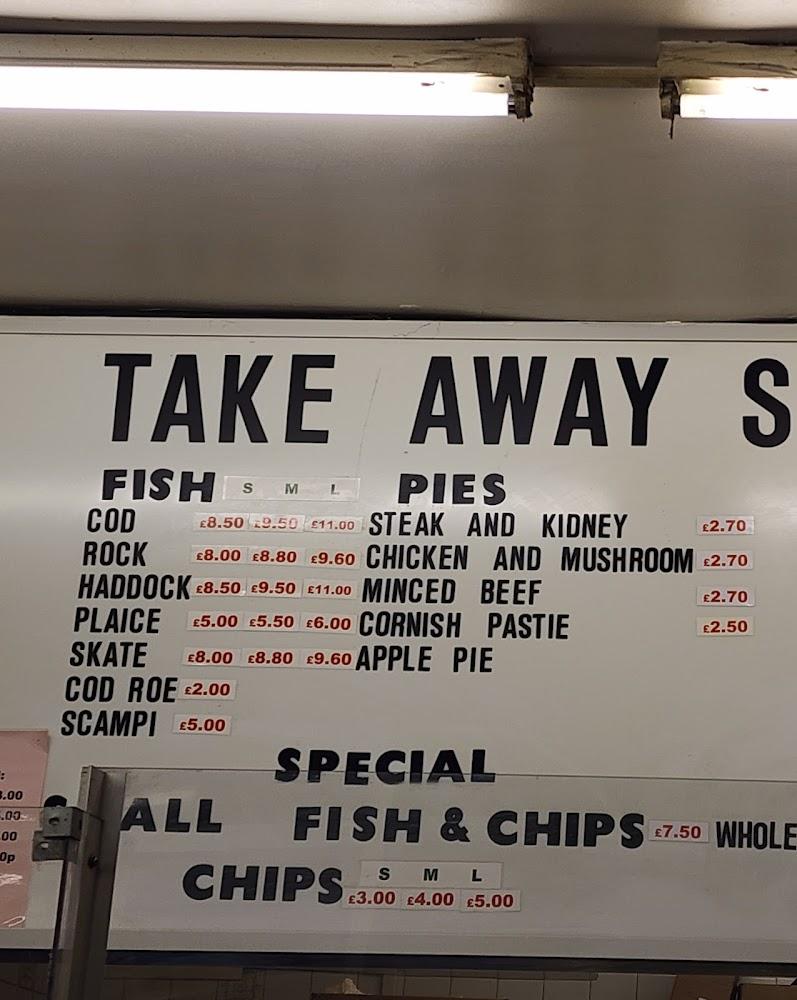 TAKE AWAY S
FISH S M L PIES
COD £8.50 £9.50 £11.00 STEAK AND KIDNEY £2.70
ROCK £8.00 £8.80 £9.60 CHICKEN AND MUSHROOM £2.70
HADDOCK £8.50 £9.50 £11.00 MINCED BEEF £2.70
PLAICE £5.00 £5.50 £6.00 CORNISH PASTIE £2.50
SKATE £8.00 £8.80 £9.60 APPLE PIE
COD ROE £2.00
SCAMPI £5.00
SPECIAL
ALL FISH & CHIPS £7.50 WHOLE
S M L
CHIPS £3.00 £4.00 £5.00